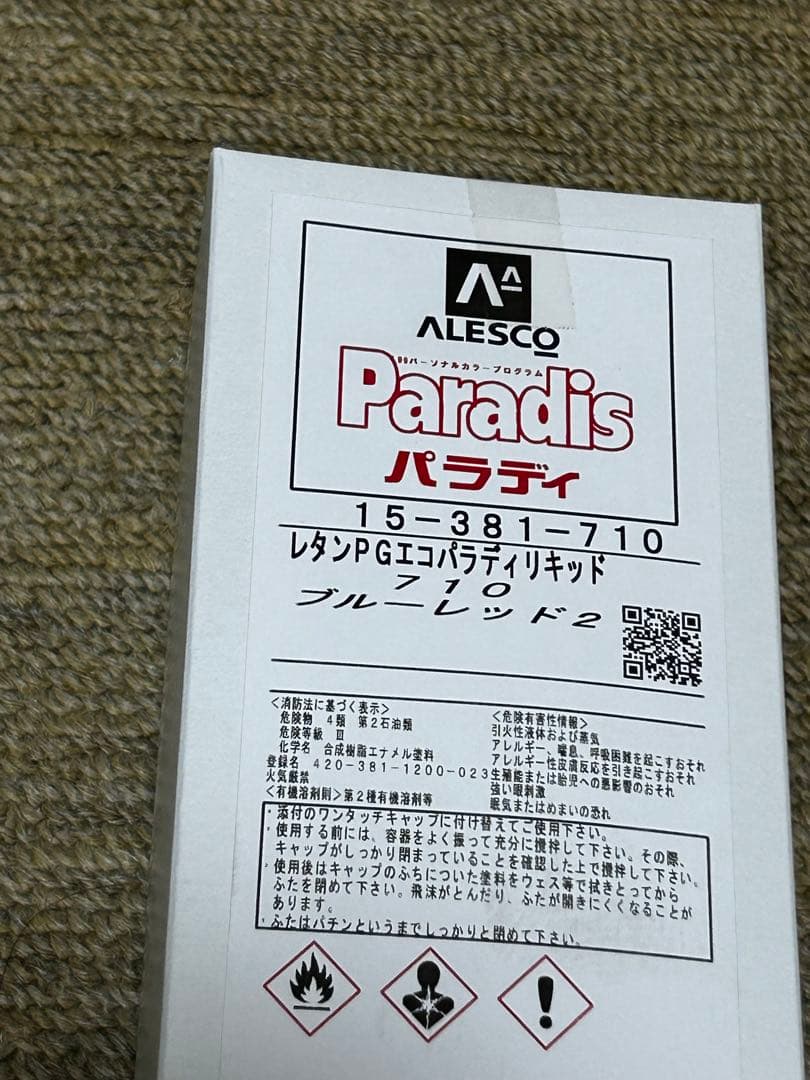 ALESCO
'99パーソナルカラープログラム
Paradis
パラディ
15-381-710
レタンPGエコパラディリキッド
710
ブルーレッド2
<消防法に基づく表示>
危険物 4類 第2石油類
危険等級 Ⅲ
化学名 合成樹脂エナメル塗料
登録名 420-381-1200-023
火気厳禁
<有機溶剤則>第2種有機溶剤等
<危険有害性情報>
引火性液体および蒸気
アレルギー、喘息、呼吸困難を起こすおそれ
アレルギー性皮膚反応を引き起こすおそれ
生殖能または胎児への悪影響のおそれ
強い眼刺激
眠気またはめまいの恐れ
・添付のワンタッチキャップに付け替えてご使用下さい。
・使用する前には、容器をよく振って充分に攪拌して下さい。その際、
キャップがしっかり閉まっていることを確認した上で攪拌して下さい。
・使用後はキャップのふちについた塗料をウェス等で拭きとってから
ふたを閉めて下さい。飛沫がとんだり、ふたが開きにくくなることが
あります。
・ふたはパチンというまでしっかりと閉めて下さい。